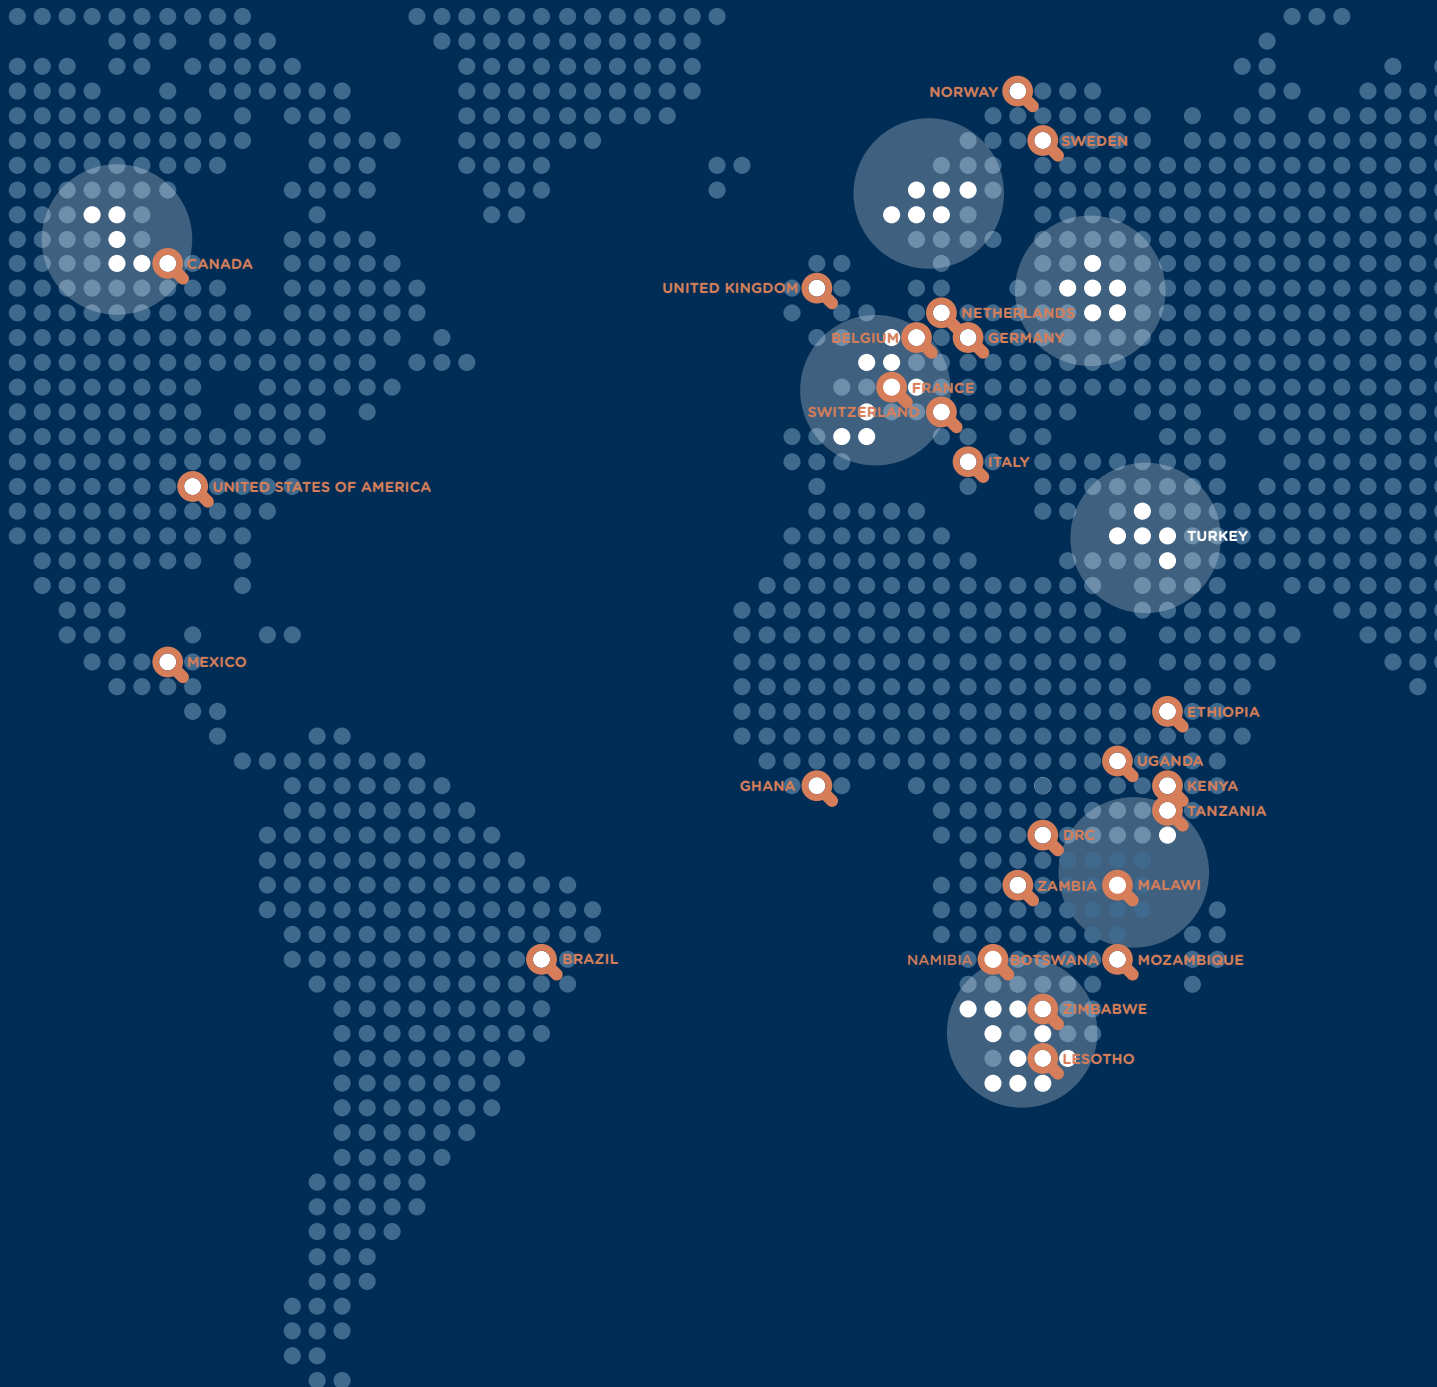 NORWAY
SWEDEN
CANADA
UNITED KINGDOM
NETHERLANDS
BELGIUM
GERMANY
FRANCE
SWITZERLAND
ITALY
UNITED STATES OF AMERICA
TURKEY
MEXICO
ETHIOPIA
UGANDA
GHANA
KENYA
TANZANIA
DRC
ZAMBIA
MALAWI
BRAZIL
NAMIBIA
BOTSWANA
MOZAMBIQUE
ZIMBABWE
LESOTHO